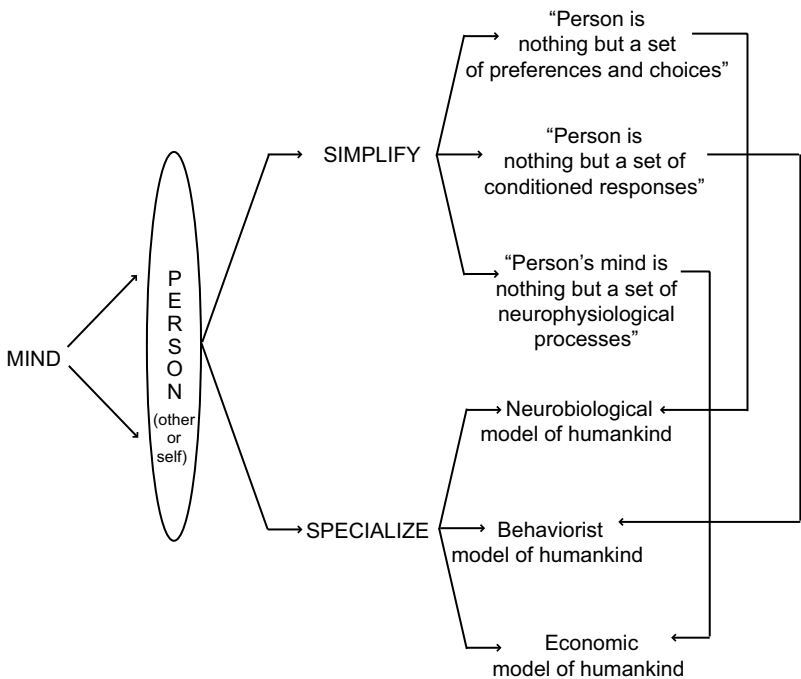 MIND
P
E
R
S
O
N
(other
or
self)
SIMPLIFY
“Person is
nothing but a set
of preferences and choices”
“Person is
nothing but a set of
conditioned responses”
“Person’s mind is
nothing but a set of
neurophysiological
processes”
SPECIALIZE
Neurobiological
model of humankind
Behaviorist
model of humankind
Economic
model of humankind